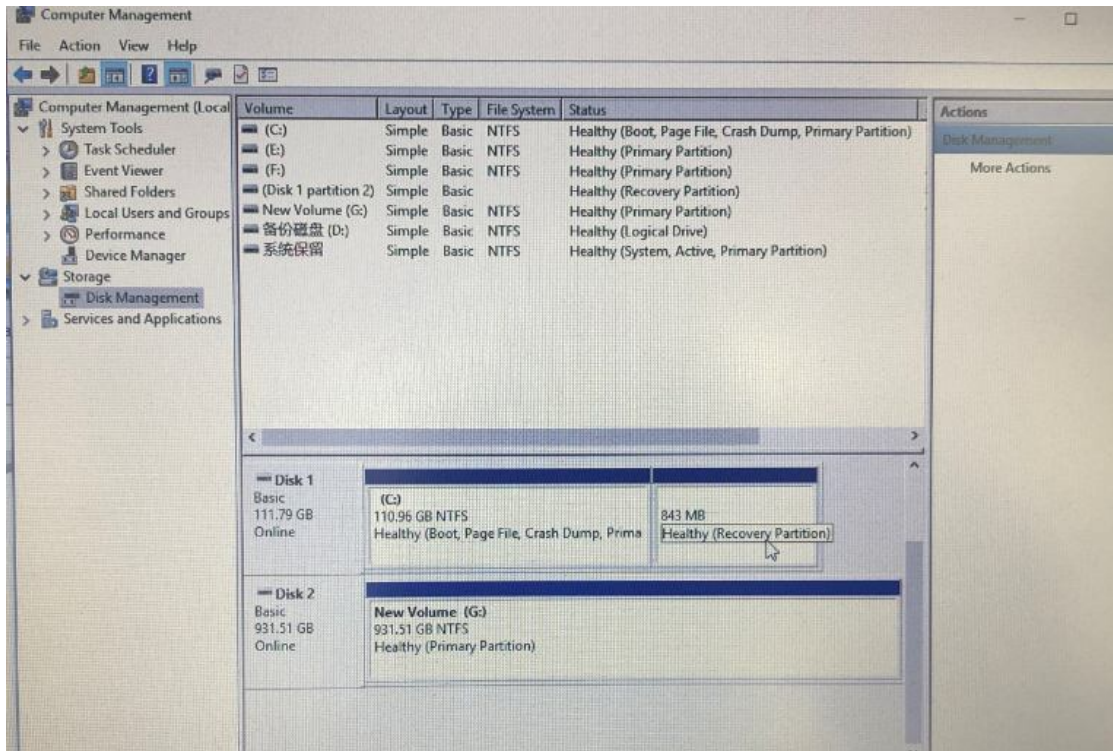 Computer Management
File Action View Help
Computer Management (Local
System Tools
Task Scheduler
Event Viewer
Shared Folders
Local Users and Groups
Performance
Device Manager
Storage
Disk Management
Services and Applications
Volume Layout Type File System Status
(C:) Simple Basic NTFS Healthy (Boot, Page File, Crash Dump, Primary Partition)
(E:) Simple Basic NTFS Healthy (Primary Partition)
(F:) Simple Basic NTFS Healthy (Primary Partition)
(Disk 1 partition 2) Simple Basic Healthy (Recovery Partition)
New Volume (G:) Simple Basic NTFS Healthy (Primary Partition)
备份磁盘 (D:) Simple Basic NTFS Healthy (Logical Drive)
系统保留 Simple Basic NTFS Healthy (System, Active, Primary Partition)
Disk 1
Basic
111.79 GB
Online
(C:)
110.96 GB NTFS
Healthy (Boot, Page File, Crash Dump, Prima
843 MB
Healthy (Recovery Partition)
Disk 2
Basic
931.51 GB
Online
New Volume (G:)
931.51 GB NTFS
Healthy (Primary Partition)
Actions
Disk Management
More Actions